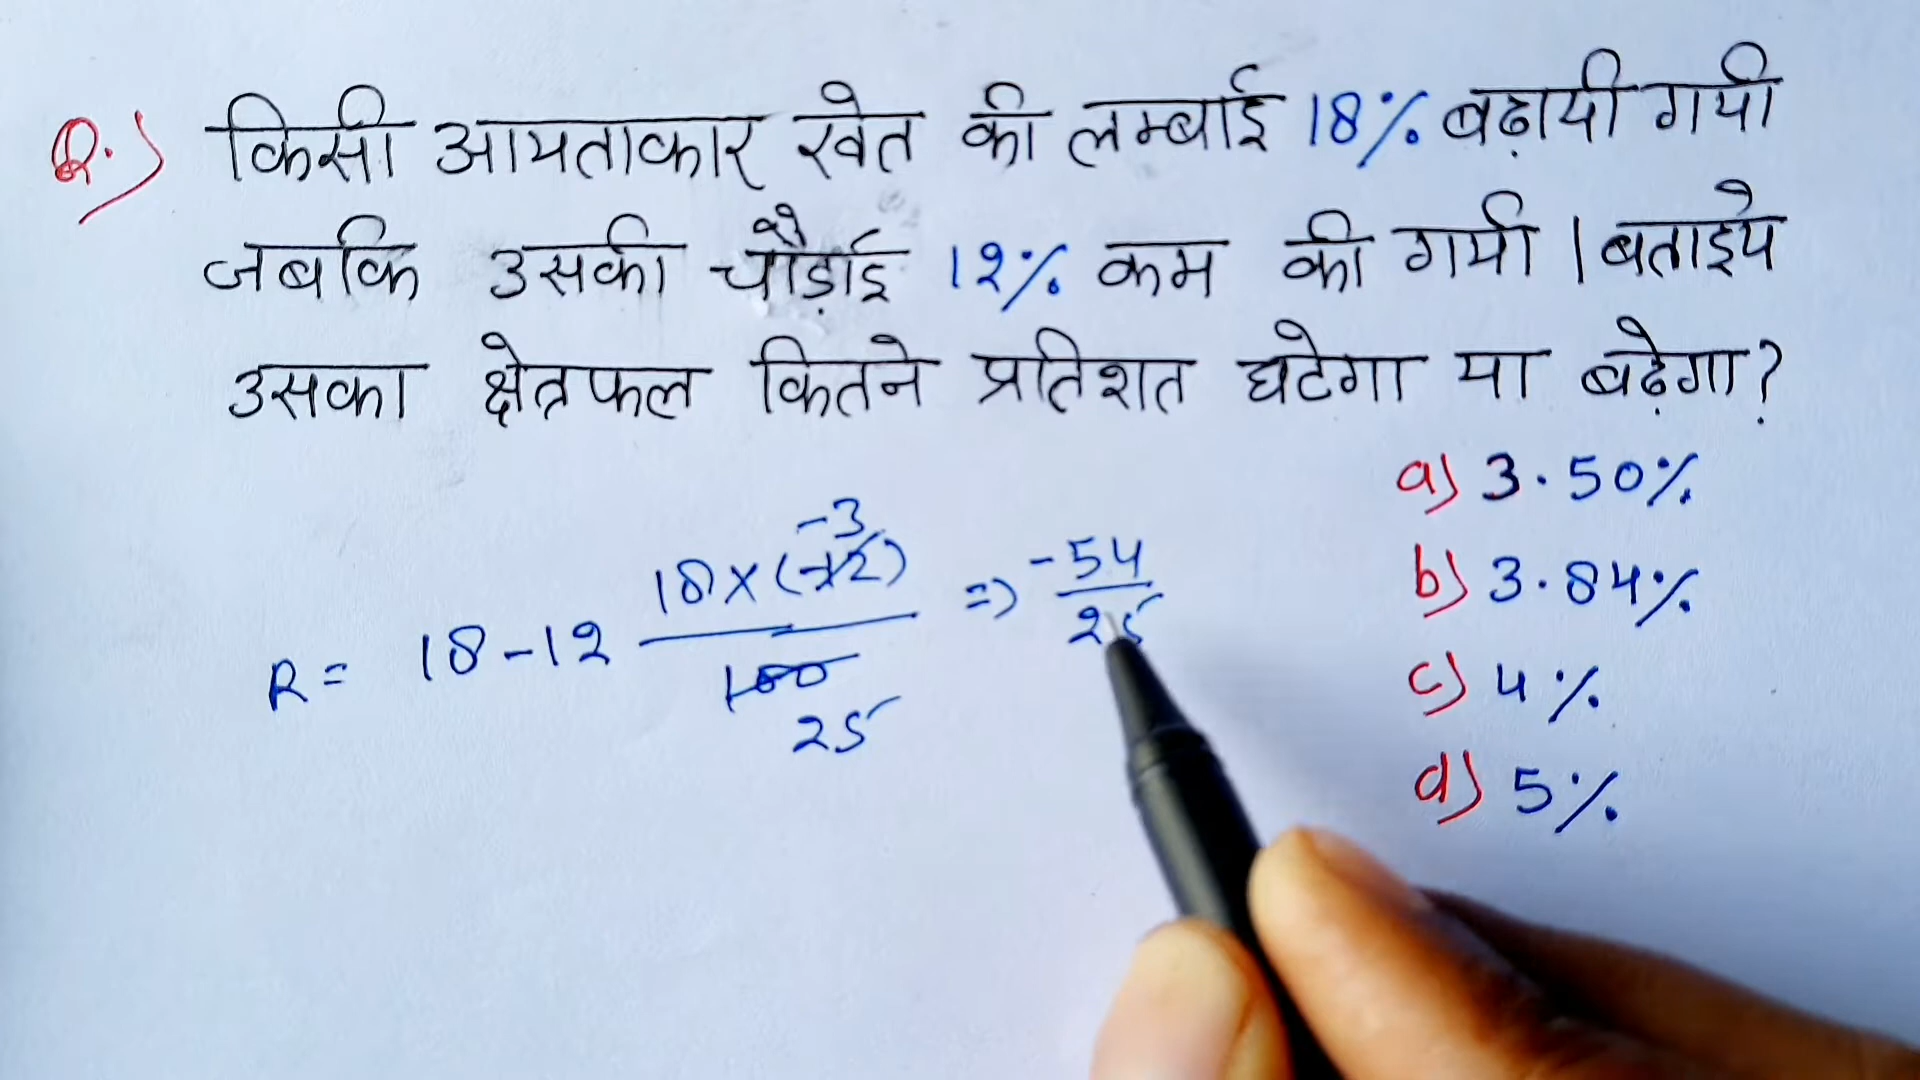 Q.) किसी आयताकार खेत की लम्बाई 18% बढ़ायी गयी
जबकि उसकी चौड़ाई 12% कम की गयी । बताइये
उसका क्षेत्रफल कितने प्रतिशत घटेगा या बढ़ेगा?
a) 3.50%
b) 3.84%
c) 4%
d) 5%
-3
R = 18-12 18×(-12) => -54
100 25
25